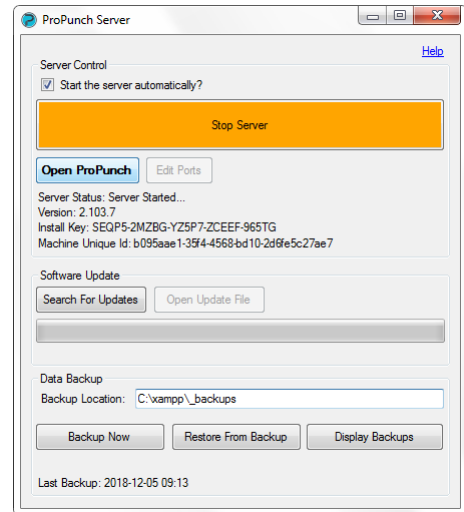 ProPunch Server
Help
Server Control
Start the server automatically?
Stop Server
Open ProPunch Edit Ports
Server Status: Server Started...
Version: 2.103.7
Install Key: SEQP5-2MZBG-YZ5P7-ZCEEF-965TG
Machine Unique Id: b095aae1-35f4-4568-bd10-2d6fe5c27ae7
Software Update
Search For Updates Open Update File
Data Backup
Backup Location: C:\xampp\_backups
Backup Now Restore From Backup Display Backups
Last Backup: 2018-12-05 09:13